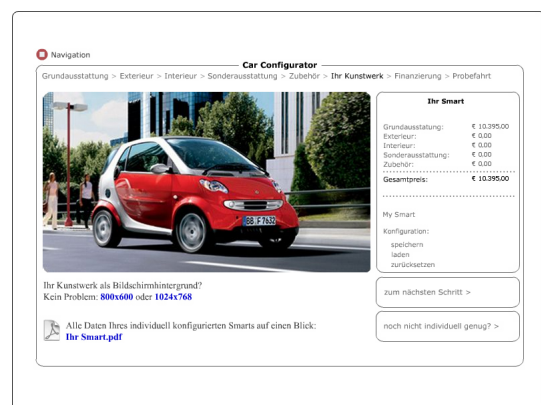 Navigation
Car Configurator
Grundausstattung > Exterieur > Interieur > Sonderausstattung > Zubehör > Ihr Kunstwerk > Finanzierung > Probefahrt
Ihr Smart
Grundausstatung: € 10.395,00
Exterieur: € 0,00
Interieur: € 0,00
Sonderausstattung: € 0,00
Zubehör: € 0,00
Gesamtpreis: € 10.395,00
My Smart
Konfiguration:
speichern
laden
zurücksetzen
BB.F 7632
Ihr Kunstwerk als Bildschirmhintergrund?
Kein Problem: 800x600 oder 1024x768
zum nächsten Schritt >
Alle Daten Ihres individuell konfigurierten Smarts auf einen Blick:
Ihr Smart.pdf
noch nicht individuell genug? >